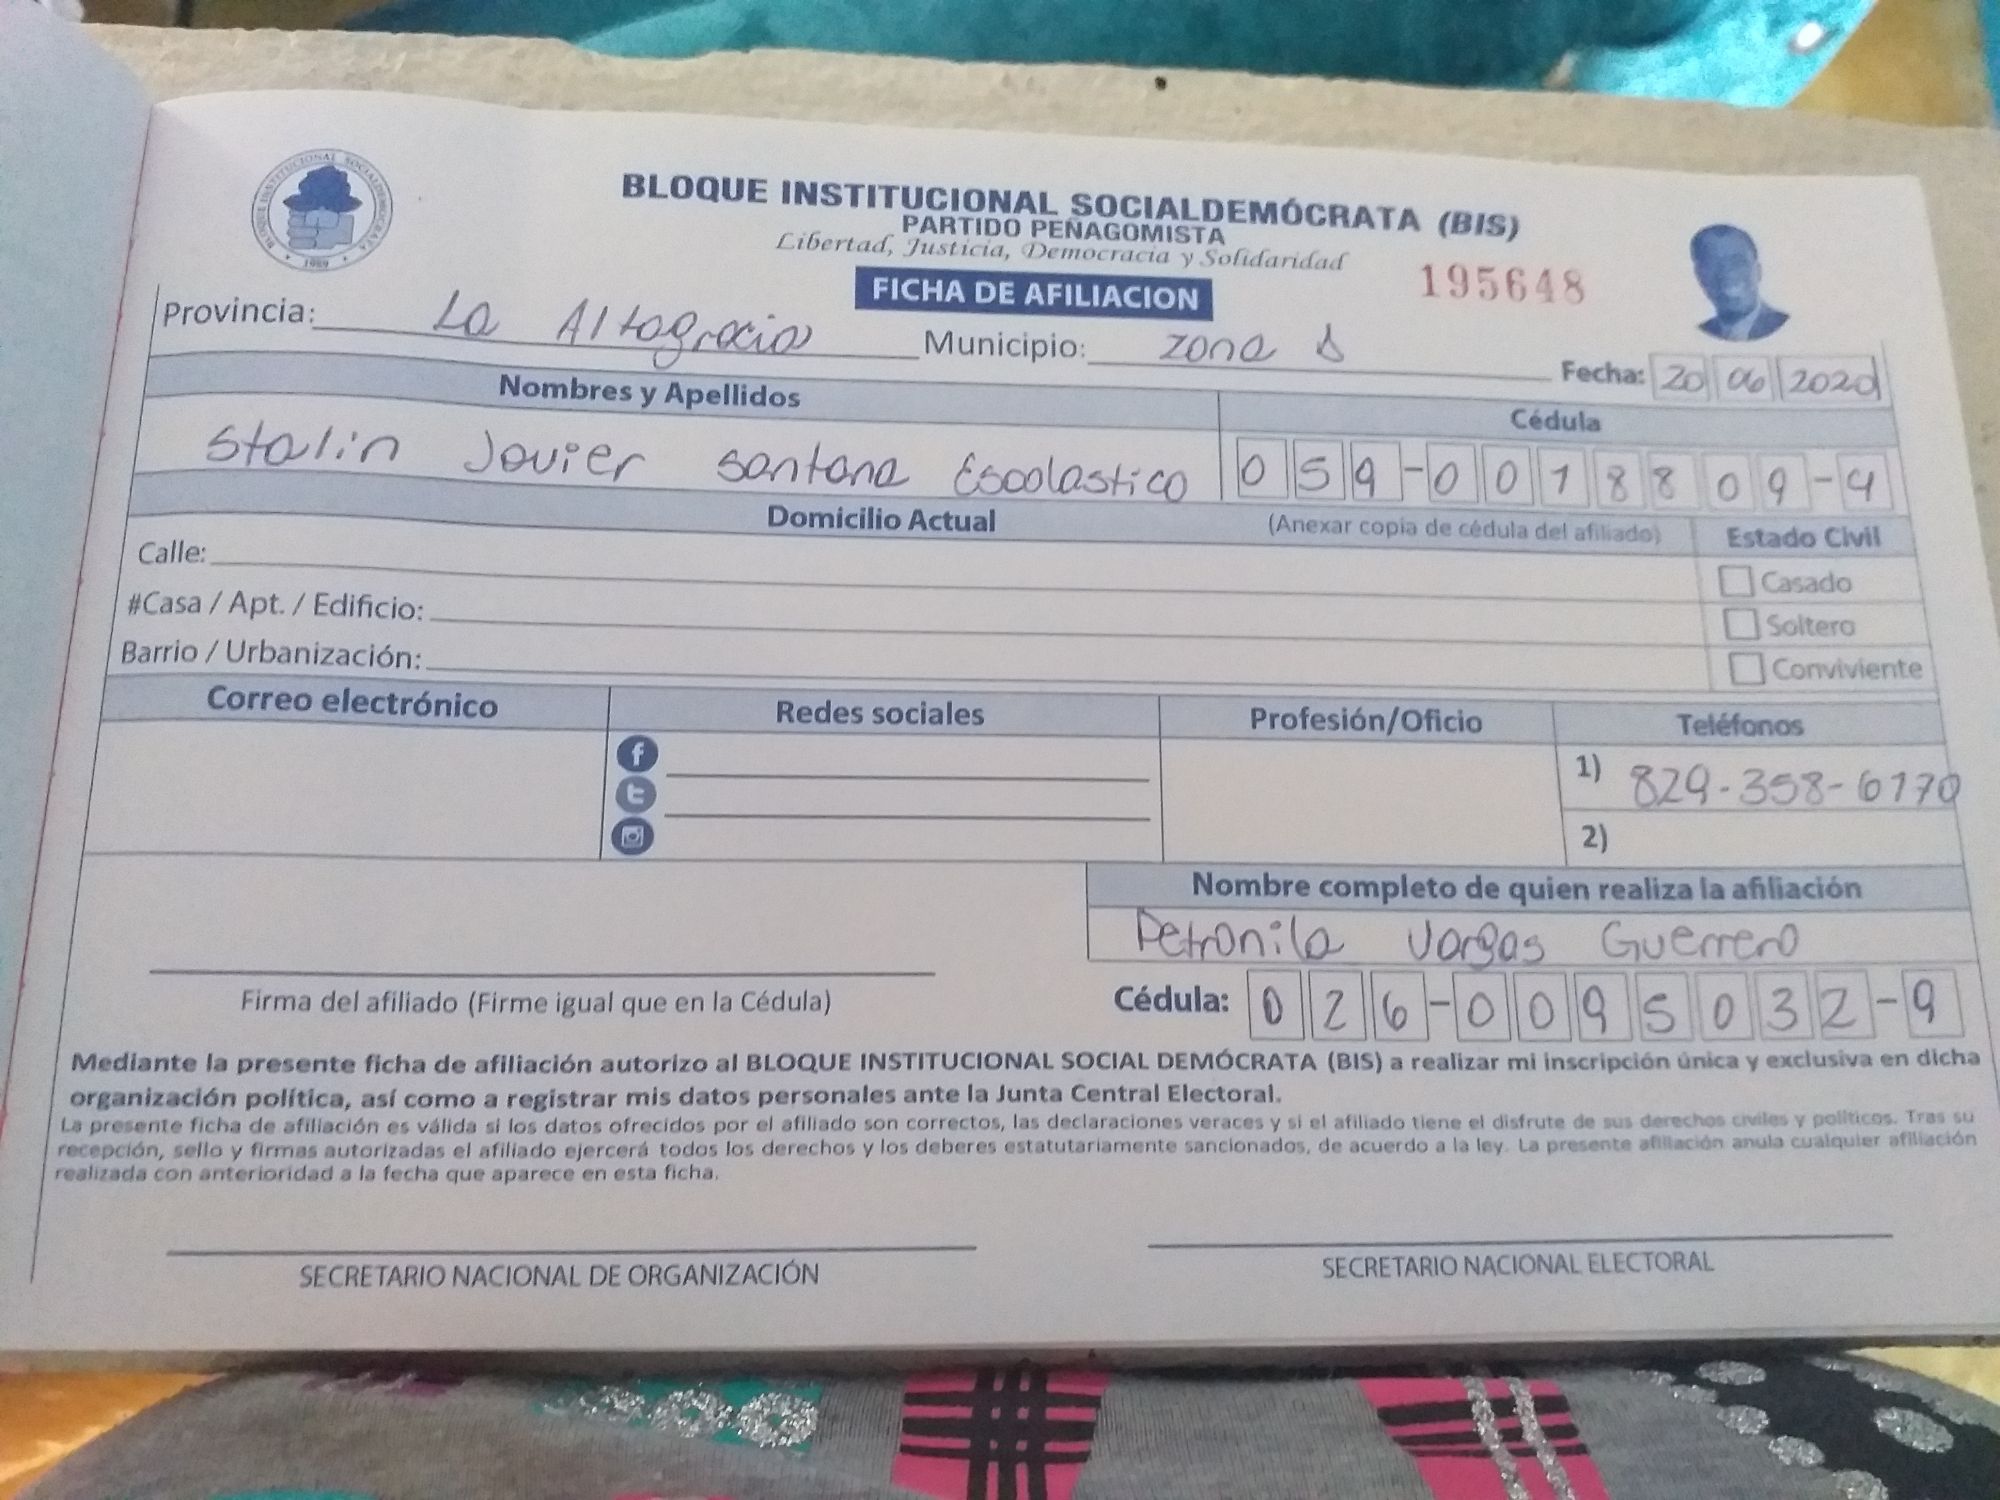 BLOQUE INSTITUCIONAL SOCIALDEMOCRATA
1989
BLOQUE INSTITUCIONAL SOCIALDEMÓCRATA (BIS)
PARTIDO PEÑAGOMISTA
Libertad, Justicia, Democracia y Solidaridad
FICHA DE AFILIACION
195648
Provincia: La Altagracia Municipio: zona
Fecha: 20 06 2020
Nombres y Apellidos Cédula
Stalin Javier santana Escolastico 059-0018809-4
Domicilio Actual (Anexar copia de cédula del afiliado) Estado Civil
Calle: Casado
#Casa / Apt. / Edificio: Soltero
Barrio / Urbanización: Conviviente
Correo electrónico Redes sociales Profesión/Oficio Teléfonos
1) 829-358-6170
2)
Nombre completo de quien realiza la afiliación
Petronila Vargas Guerrero
Firma del afiliado (Firme igual que en la Cédula) Cédula: 026-0095032-9
Mediante la presente ficha de afiliación autorizo al BLOQUE INSTITUCIONAL SOCIAL DEMÓCRATA (BIS) a realizar mi inscripción única y exclusiva en dicha
organización política, así como a registrar mis datos personales ante la Junta Central Electoral.
La presente ficha de afiliación es válida si los datos ofrecidos por el afiliado son correctos, las declaraciones veraces y si el afiliado tiene el disfrute de sus derechos civiles y políticos. Tras su
recepción, sello y firmas autorizadas el afiliado ejercerá todos los derechos y los deberes estatutariamente sancionados, de acuerdo a la ley. La presente afiliación anula cualquier afiliación
realizada con anterioridad a la fecha que aparece en esta ficha.
SECRETARIO NACIONAL DE ORGANIZACIÓN SECRETARIO NACIONAL ELECTORAL